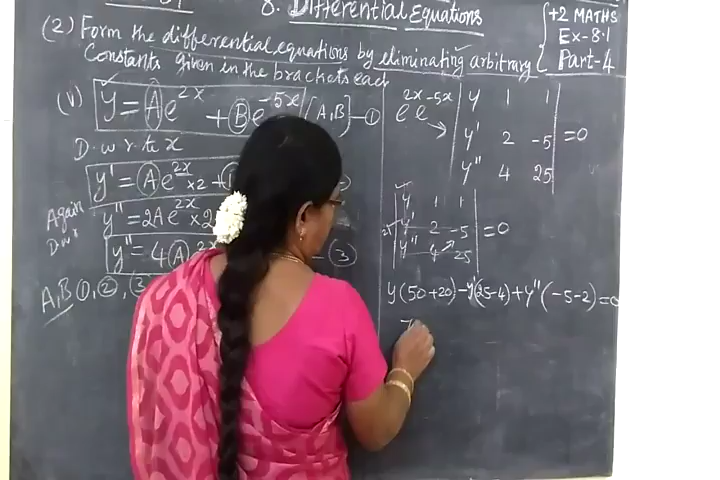 8. Differential Equations
{+2 MATHS
Ex-8.1
Part-4
(2) Form the differential equations by eliminating arbitrary
Constants given in the brackets each
(V) y = Ae^{2x} + Be^{-5x} [A,B] — ①
D. w. r. to x
y' = Ae^{2x} × 2
Again
D w r
y'' = 2Ae^{2x} × 2
y'' = 4A — ③
A, B ①, ②, ③
e^{2x} e^{-5x} → | y 1 1
y' 2 -5 | = 0
y'' 4 25
| y 1 1 |
y' 2 -5 | = 0
y'' 4 25
y(50+20) - y'(25-4) + y''(-5-2) = 0
7